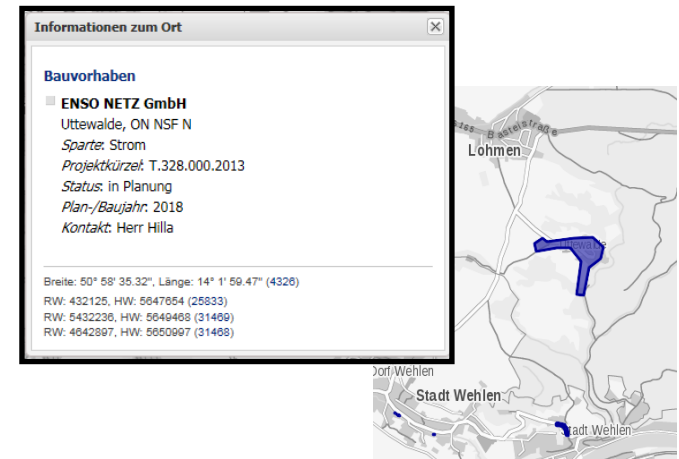 Informationen zum Ort
Bauvorhaben
ENSO NETZ GmbH
Uttewalde, ON NSF N
Sparte: Strom
Projektkürzel: T.328.000.2013
Status: in Planung
Plan-/Baujahr: 2018
Kontakt: Herr Hilla
Breite: 50° 58' 35.32", Länge: 14° 1' 59.47" (4326)
RW: 432125, HW: 5647654 (25833)
RW: 5432236, HW: 5649468 (31469)
RW: 4642897, HW: 5650997 (31468)
S 165 Basteistraße
Lohmen
Uttewalde
Dorf Wehlen
Stadt Wehlen
Stadt Wehlen